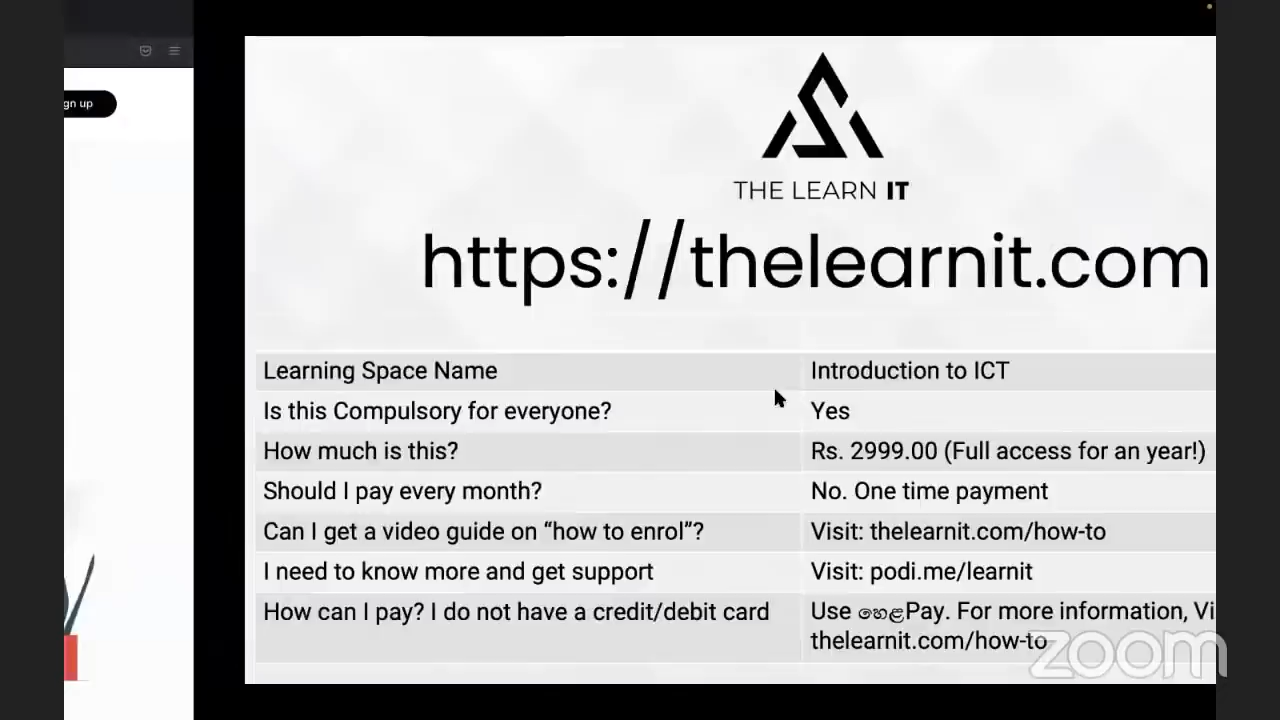 gn up
THE LEARN IT
https://thelearnit.com
Learning Space Name
Introduction to ICT
Is this Compulsory for everyone?
Yes
How much is this?
Rs. 2999.00 (Full access for an year!)
Should I pay every month?
No. One time payment
Can I get a video guide on “how to enrol”?
Visit: thelearnit.com/how-to
I need to know more and get support
Visit: podi.me/learnit
How can I pay? I do not have a credit/debit card
Use හෙළPay. For more information, Vi
thelearnit.com/how-to
zoom